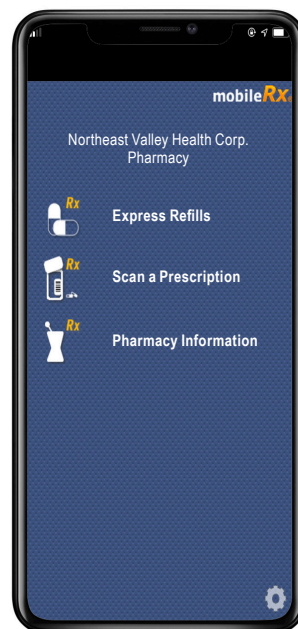 mobileRx
Northeast Valley Health Corp.
Pharmacy
Rx
Express Refills
Rx
Scan a Prescription
Rx
Pharmacy Information